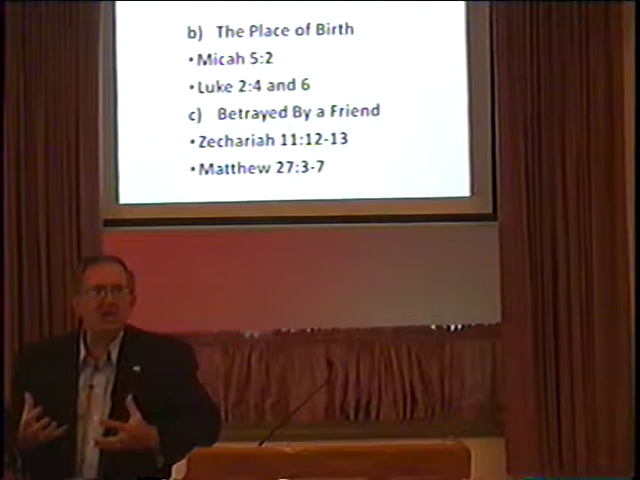 b) The Place of Birth
• Micah 5:2
• Luke 2:4 and 6
c) Betrayed By a Friend
• Zechariah 11:12-13
• Matthew 27:3-7